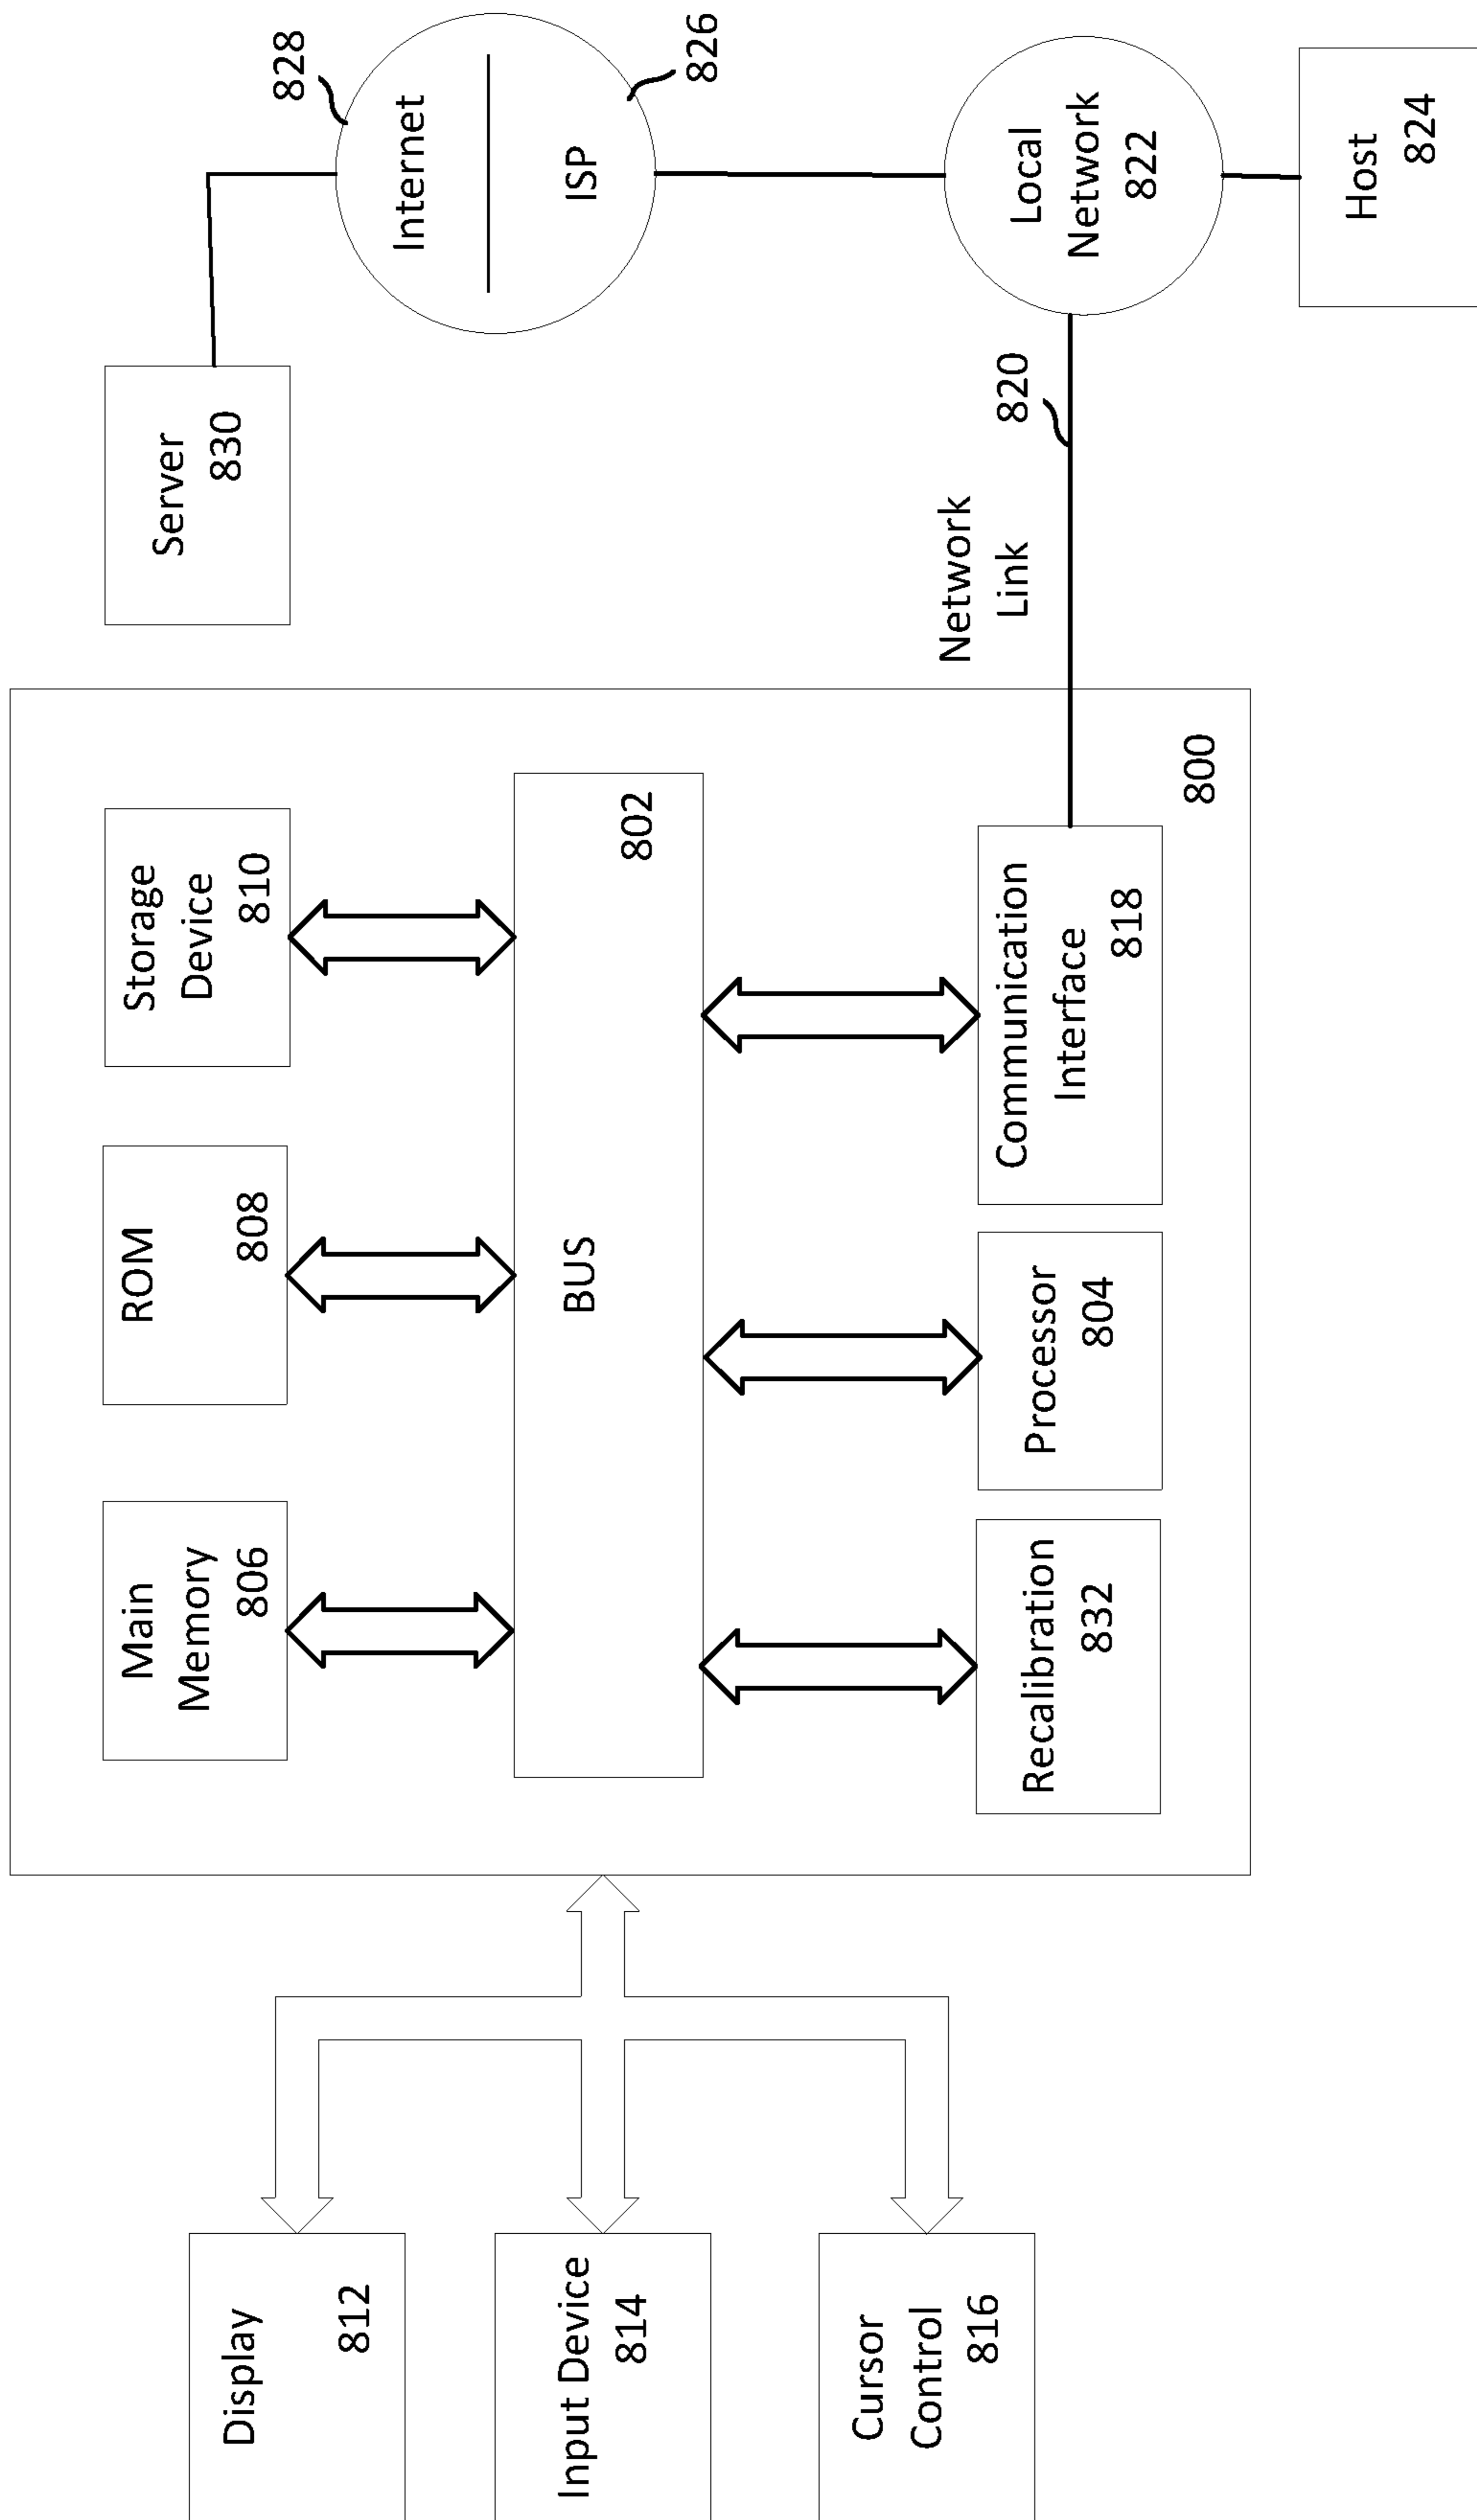 Display
812
Input Device
814
Cursor
Control
816
Main
Memory
806
ROM
808
Storage
Device
810
BUS
802
Recalibration
832
Processor
804
Communication
Interface
818
800
Server
830
Network
Link
820
828
Internet
ISP
826
Local
Network
822
Host
824